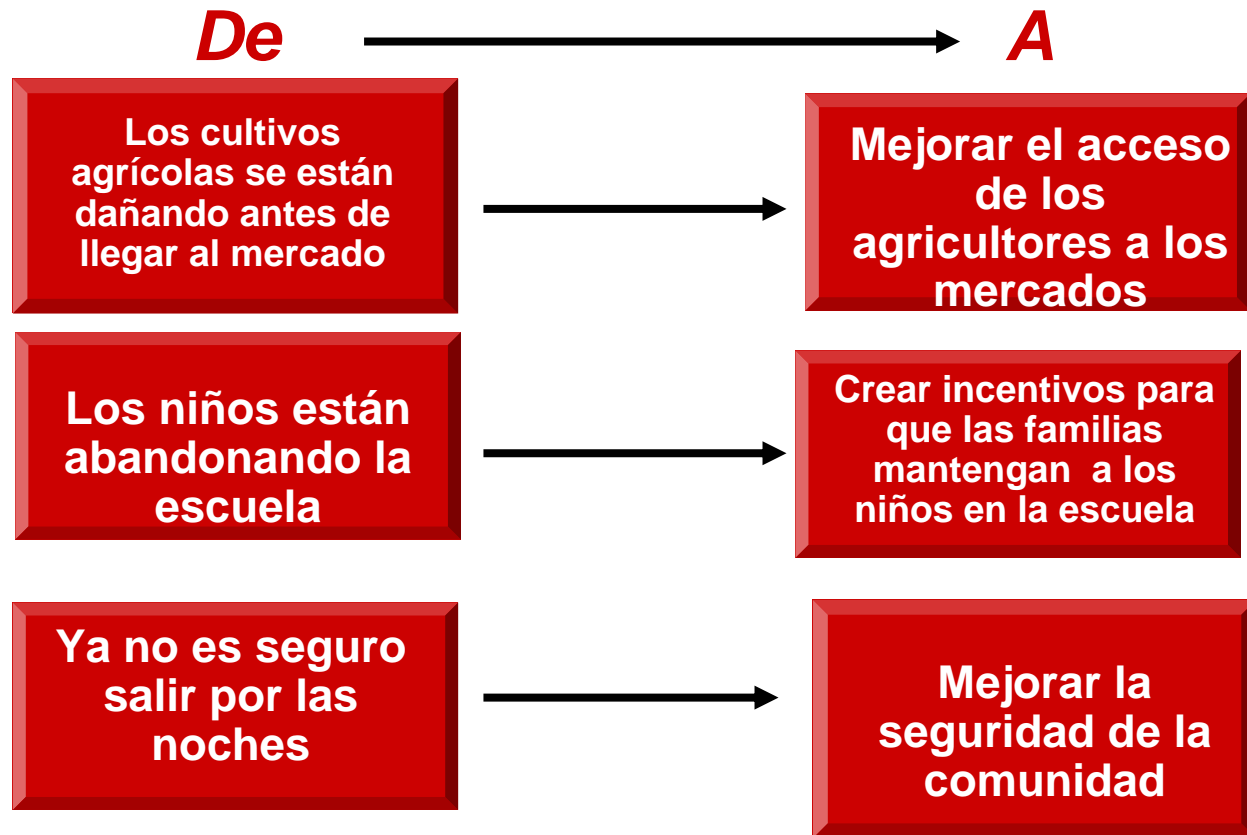 De A
Los cultivos
agrícolas se están
dañando antes de
llegar al mercado
Mejorar el acceso
de los
agricultores a los
mercados
Los niños están
abandonando la
escuela
Crear incentivos para
que las familias
mantengan  a los
niños en la escuela
Ya no es seguro
salir por las
noches
Mejorar la
seguridad de la
comunidad